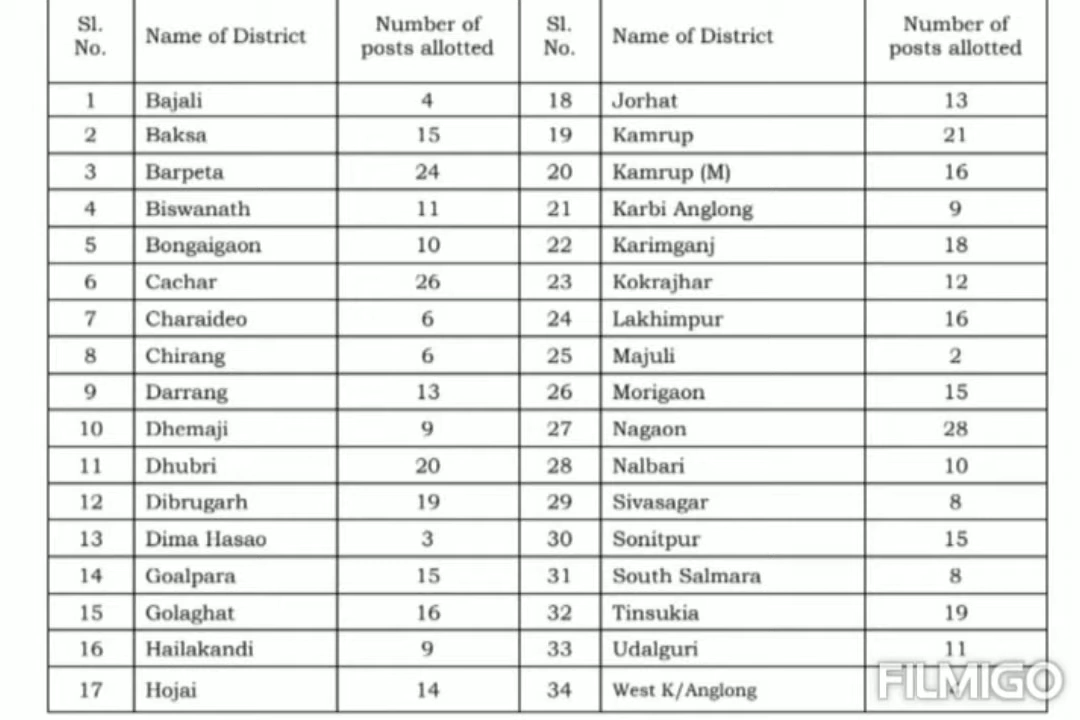 Sl. No. Name of District Number of posts allotted Sl. No. Name of District Number of posts allotted
1 Bajali 4 18 Jorhat 13
2 Baksa 15 19 Kamrup 21
3 Barpeta 24 20 Kamrup (M) 16
4 Biswanath 11 21 Karbi Anglong 9
5 Bongaigaon 10 22 Karimganj 18
6 Cachar 26 23 Kokrajhar 12
7 Charaideo 6 24 Lakhimpur 16
8 Chirang 6 25 Majuli 2
9 Darrang 13 26 Morigaon 15
10 Dhemaji 9 27 Nagaon 28
11 Dhubri 20 28 Nalbari 10
12 Dibrugarh 19 29 Sivasagar 8
13 Dima Hasao 3 30 Sonitpur 15
14 Goalpara 15 31 South Salmara 8
15 Golaghat 16 32 Tinsukia 19
16 Hailakandi 9 33 Udalguri 11
17 Hojai 14 34 West K/Anglong
FILMIGO